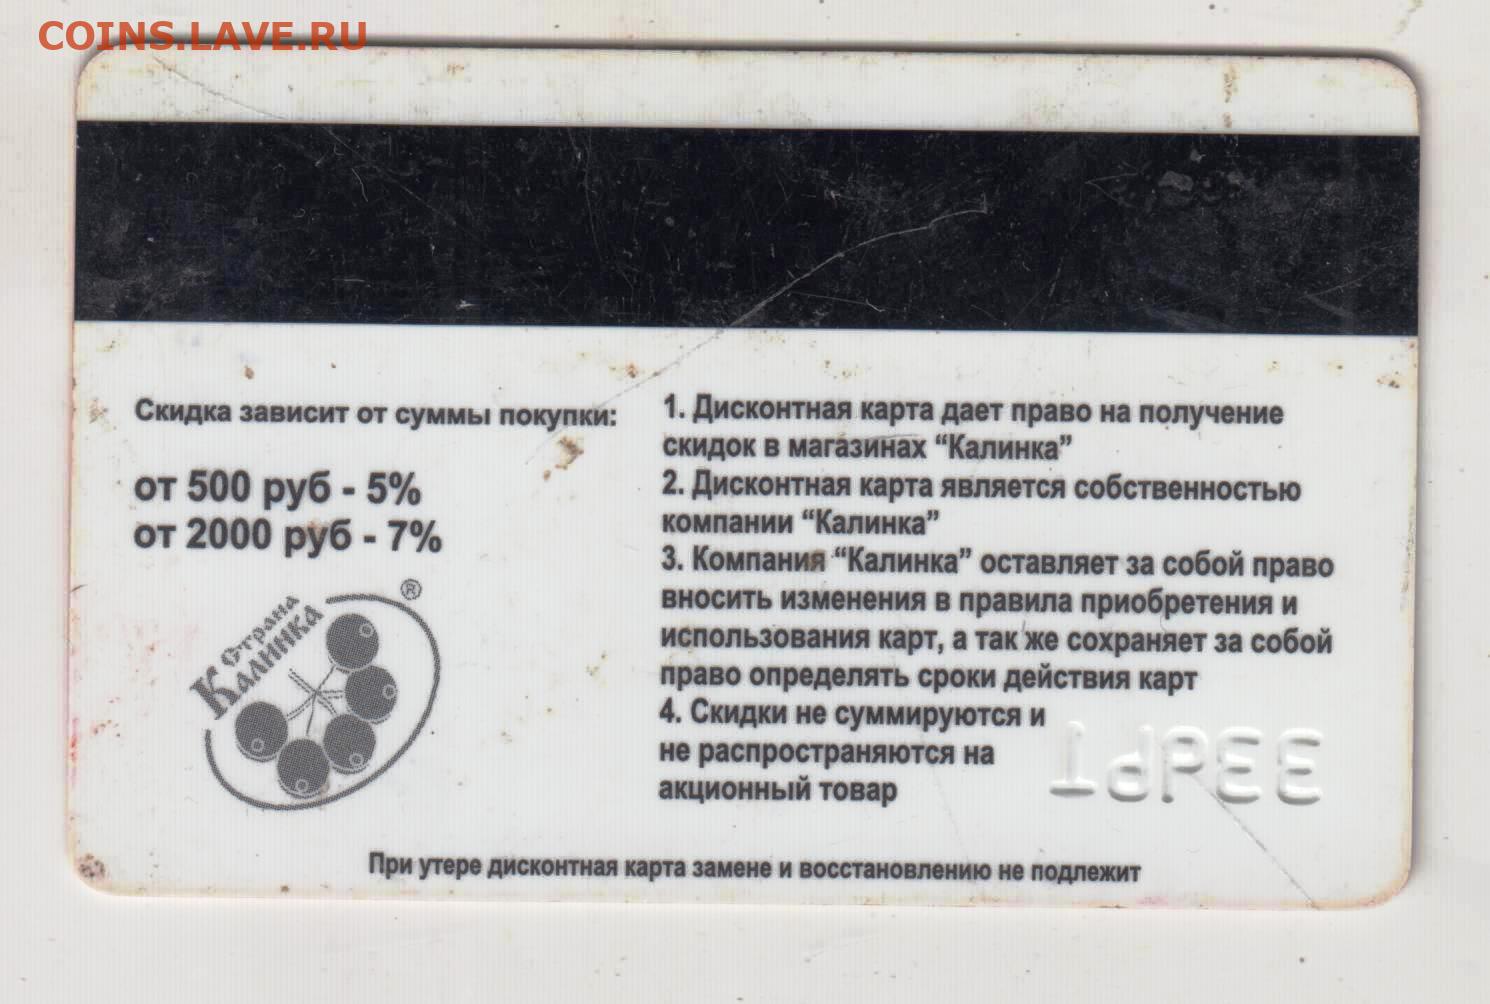 COINS.LAVE.RU
Скидка зависит от суммы покупки:
от 500 руб - 5%
от 2000 руб - 7%
Страна
Калинка
®
1. Дисконтная карта дает право на получение
скидок в магазинах “Калинка”
2. Дисконтная карта является собственностью
компании “Калинка”
3. Компания “Калинка” оставляет за собой право
вносить изменения в правила приобретения и
использования карт, а так же сохраняет за собой
право определять сроки действия карт
4. Скидки не суммируются и
не распространяются на
акционный товар
При утере дисконтная карта замене и восстановлению не подлежит